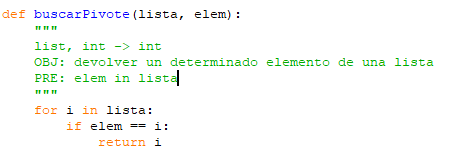 def buscarPivote(lista, elem):
    """
    list, int -> int
    OBJ: devolver un determinado elemento de una lista
    PRE: elem in lista
    """
    for i in lista:
        if elem == i:
            return i